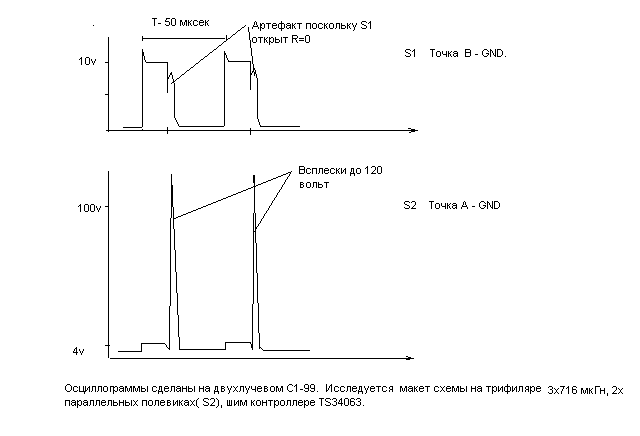 T- 50 мксек
Артефакт поскольку S1
открыт R=0
10v
S1 Точка B - GND.
Всплески до 120
вольт
100v
S2 Точка A - GND
4v
Осциллограммы сделаны на двухлучевом С1-99. Исследуется макет схемы на трифиляре 3х716 мкГн, 2х
параллельных полевиках( S2), шим контроллере TS34063.